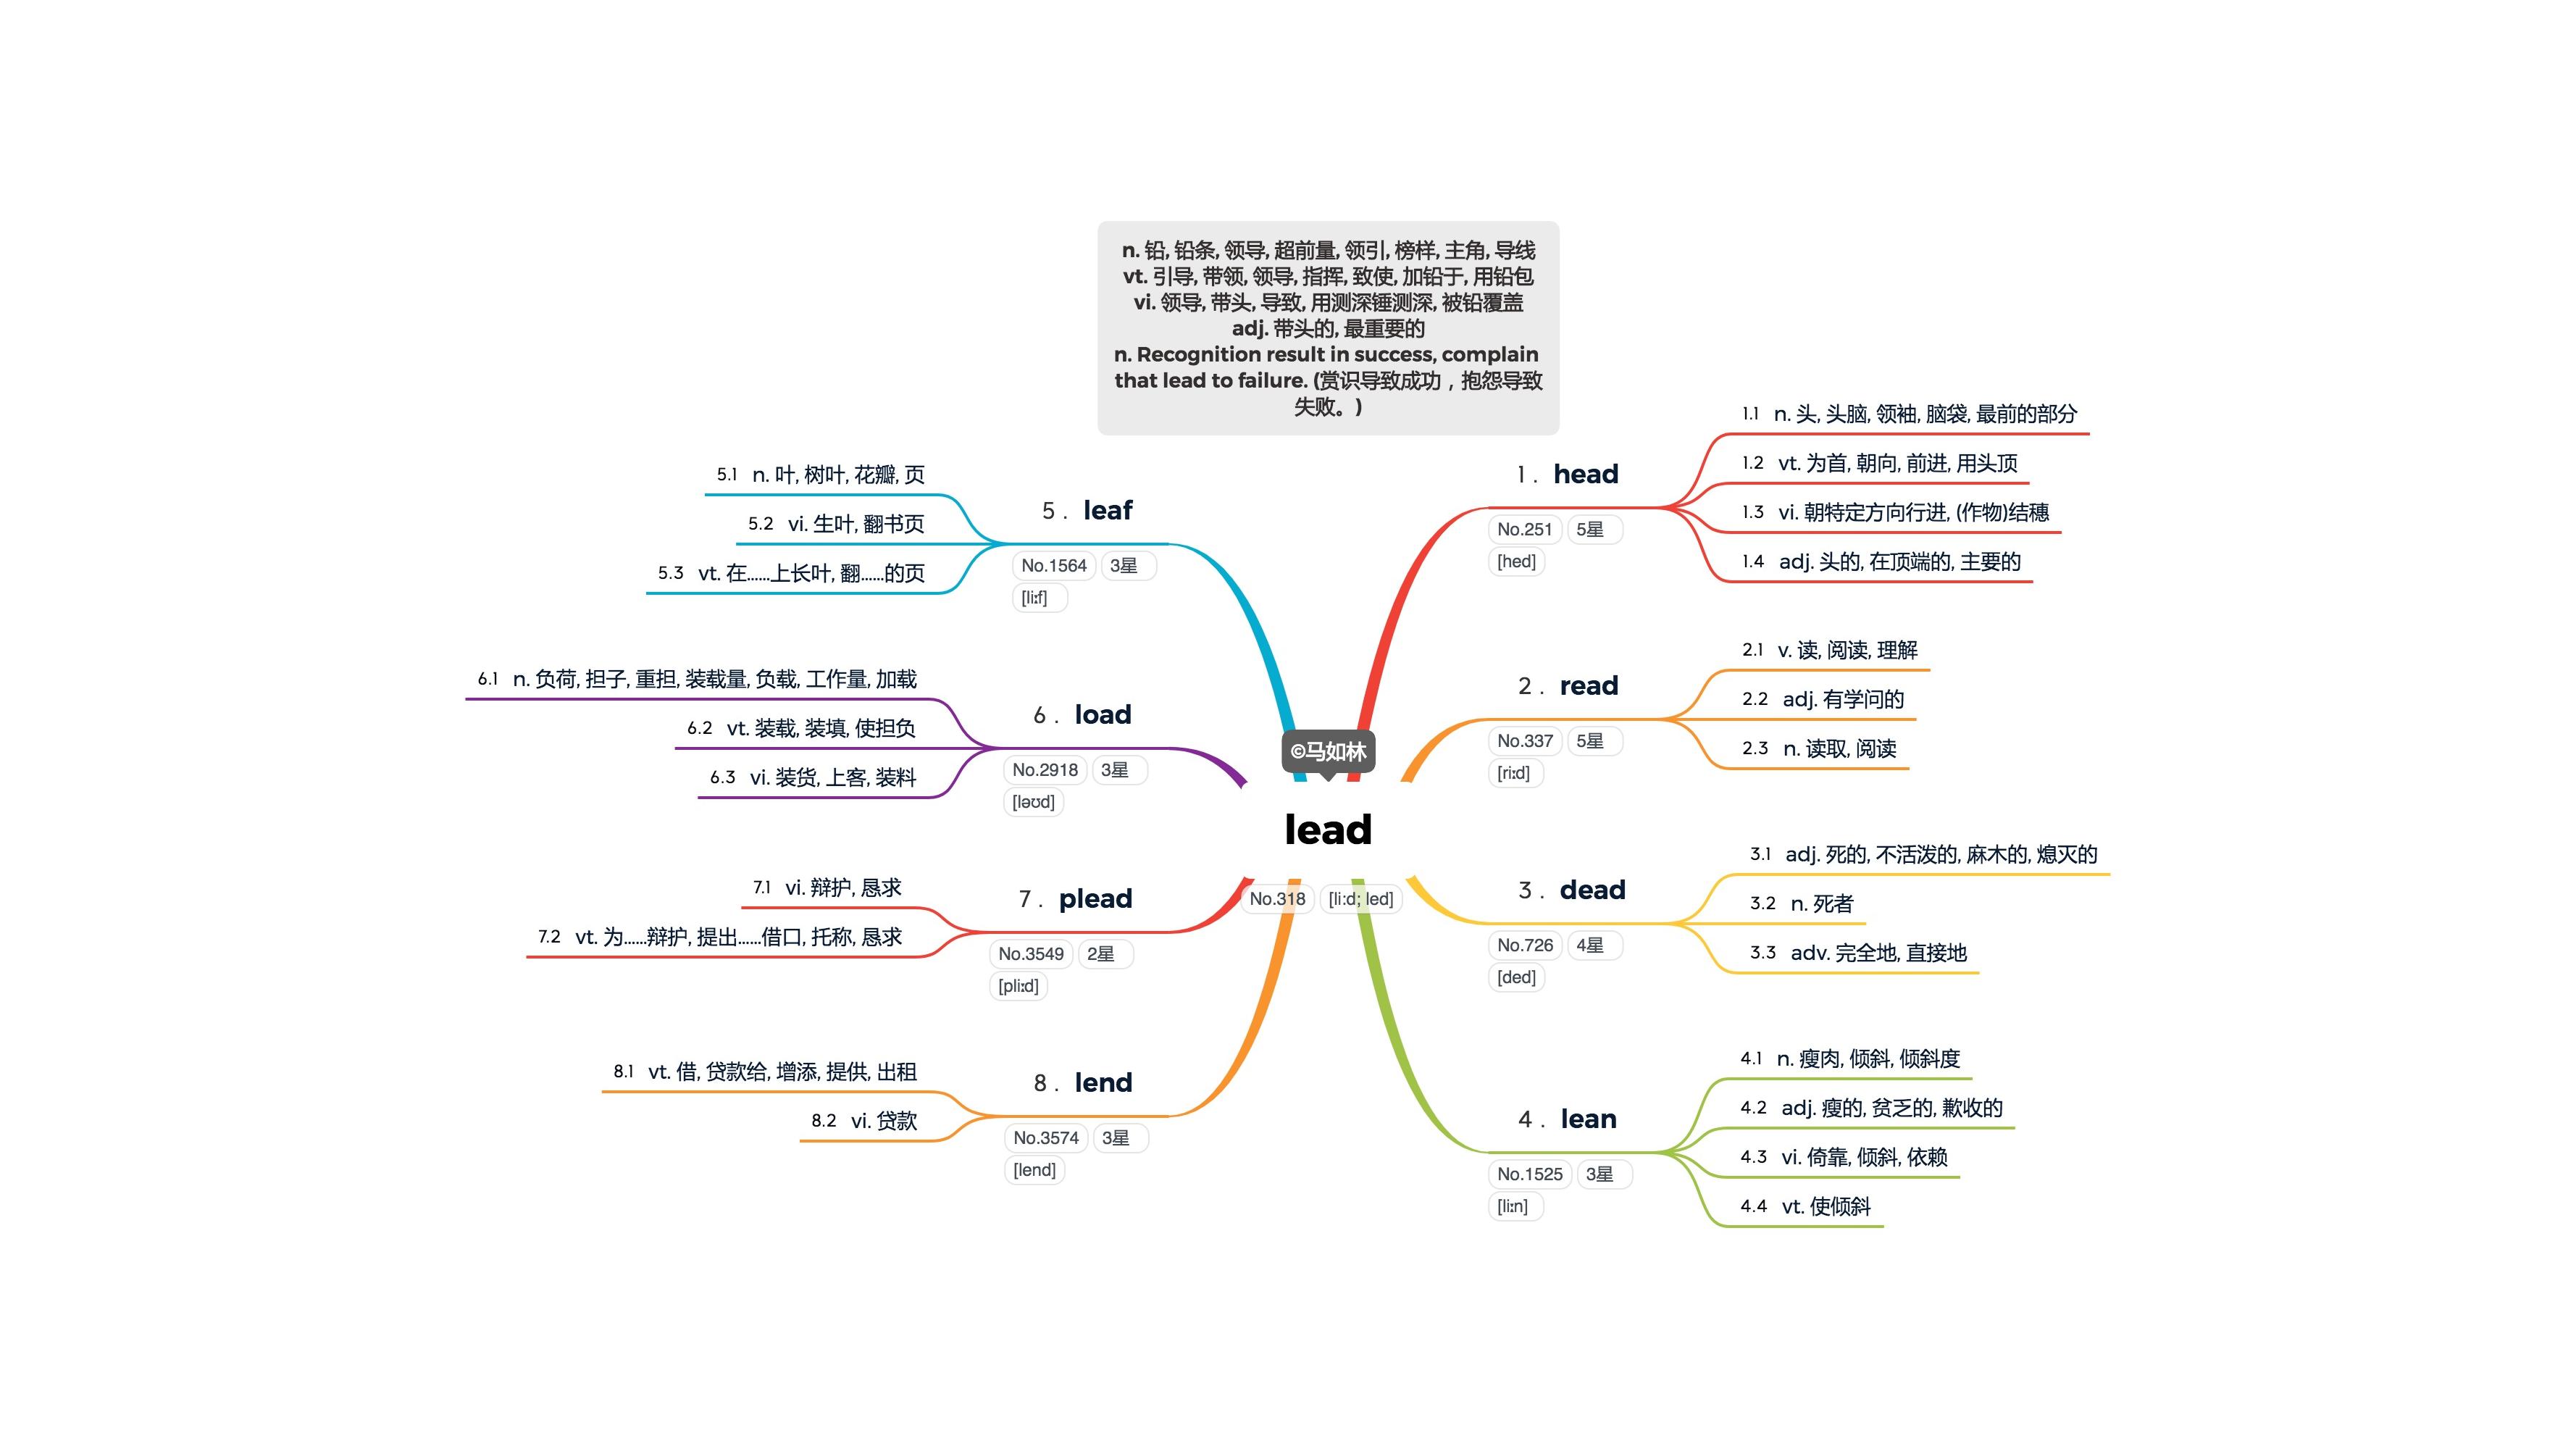 n. 铅, 铅条, 领导, 超前量, 领引, 榜样, 主角, 导线
vt. 引导, 带领, 领导, 指挥, 致使, 加铅于, 用铅包
vi. 领导, 带头, 导致, 用测深锤测深, 被铅覆盖
adj. 带头的, 最重要的
n. Recognition result in success, complain
that lead to failure. (赏识导致成功，抱怨导致
失败。)
©马如林
lead
No.318 [li:d; led]
1. head
No.251 5星
[hed]
1.1 n. 头, 头脑, 领袖, 脑袋, 最前的部分
1.2 vt. 为首, 朝向, 前进, 用头顶
1.3 vi. 朝特定方向行进, (作物)结穗
1.4 adj. 头的, 在顶端的, 主要的
2. read
No.337 5星
[ri:d]
2.1 v. 读, 阅读, 理解
2.2 adj. 有学问的
2.3 n. 读取, 阅读
3. dead
No.726 4星
[ded]
3.1 adj. 死的, 不活泼的, 麻木的, 熄灭的
3.2 n. 死者
3.3 adv. 完全地, 直接地
4. lean
No.1525 3星
[li:n]
4.1 n. 瘦肉, 倾斜, 倾斜度
4.2 adj. 瘦的, 贫乏的, 歉收的
4.3 vi. 倚靠, 倾斜, 依赖
4.4 vt. 使倾斜
5. leaf
No.1564 3星
[li:f]
5.1 n. 叶, 树叶, 花瓣, 页
5.2 vi. 生叶, 翻书页
5.3 vt. 在……上长叶, 翻……的页
6. load
No.2918 3星
[ləʊd]
6.1 n. 负荷, 担子, 重担, 装载量, 负载, 工作量, 加载
6.2 vt. 装载, 装填, 使担负
6.3 vi. 装货, 上客, 装料
7. plead
No.3549 2星
[pli:d]
7.1 vi. 辩护, 恳求
7.2 vt. 为……辩护, 提出……借口, 托称, 恳求
8. lend
No.3574 3星
[lend]
8.1 vt. 借, 贷款给, 增添, 提供, 出租
8.2 vi. 贷款